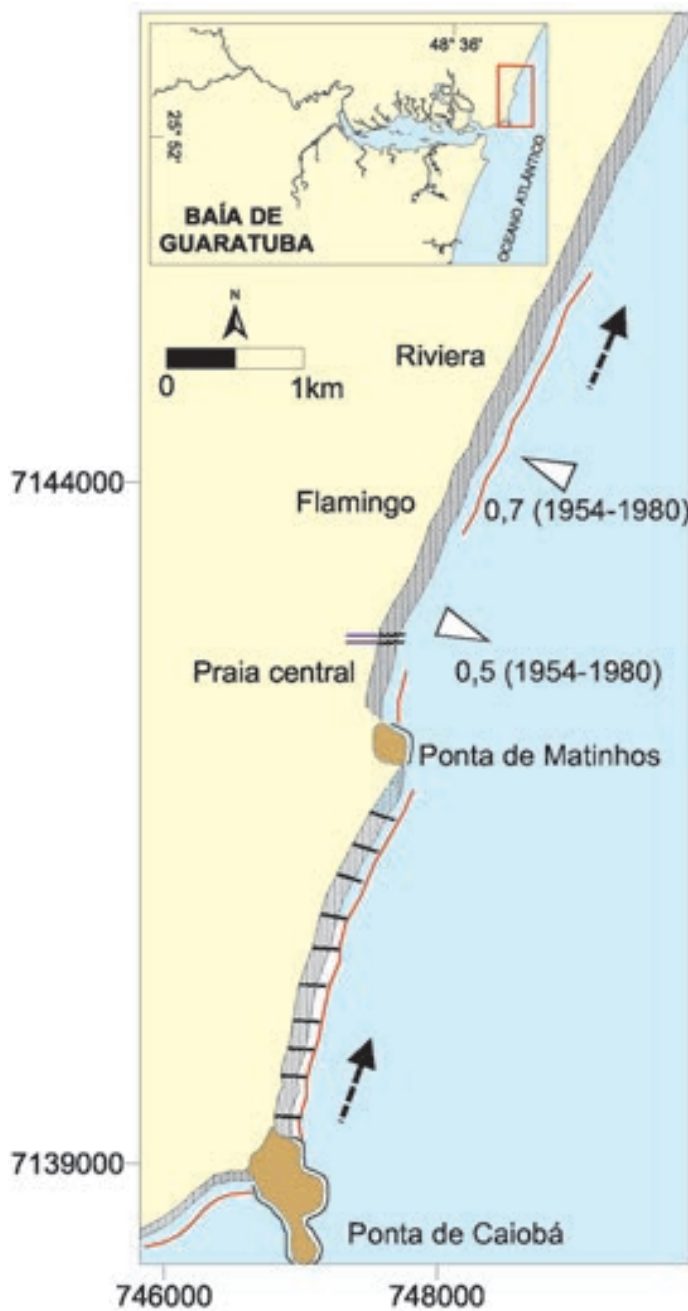 48° 36'
25° 52'
OCEANO ATLÂNTICO
BAÍA DE
GUARATUBA
N
0 1km
Riviera
7144000
Flamingo
0,7 (1954-1980)
Praia central
0,5 (1954-1980)
Ponta de Matinhos
7139000
Ponta de Caiobá
746000 748000